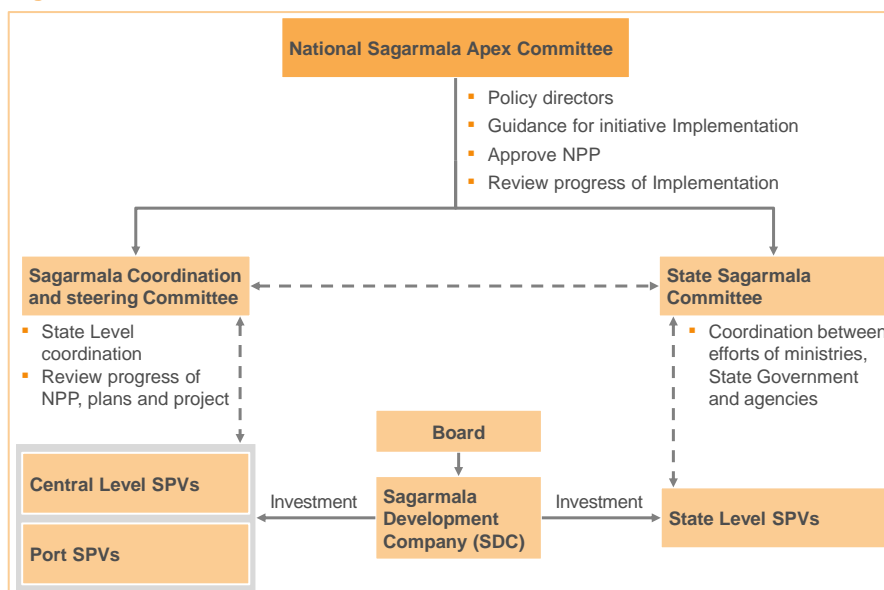 National Sagarmala Apex Committee
▪ Policy directors
▪ Guidance for initiative Implementation
▪ Approve NPP
▪ Review progress of Implementation
Sagarmala Coordination
and steering Committee
State Sagarmala
Committee
▪ State Level
coordination
▪ Review progress of
NPP, plans and project
▪ Coordination between
efforts of ministries,
State Government
and agencies
Board
Central Level SPVs
Port SPVs
Investment
Sagarmala
Development
Company (SDC)
Investment
State Level SPVs